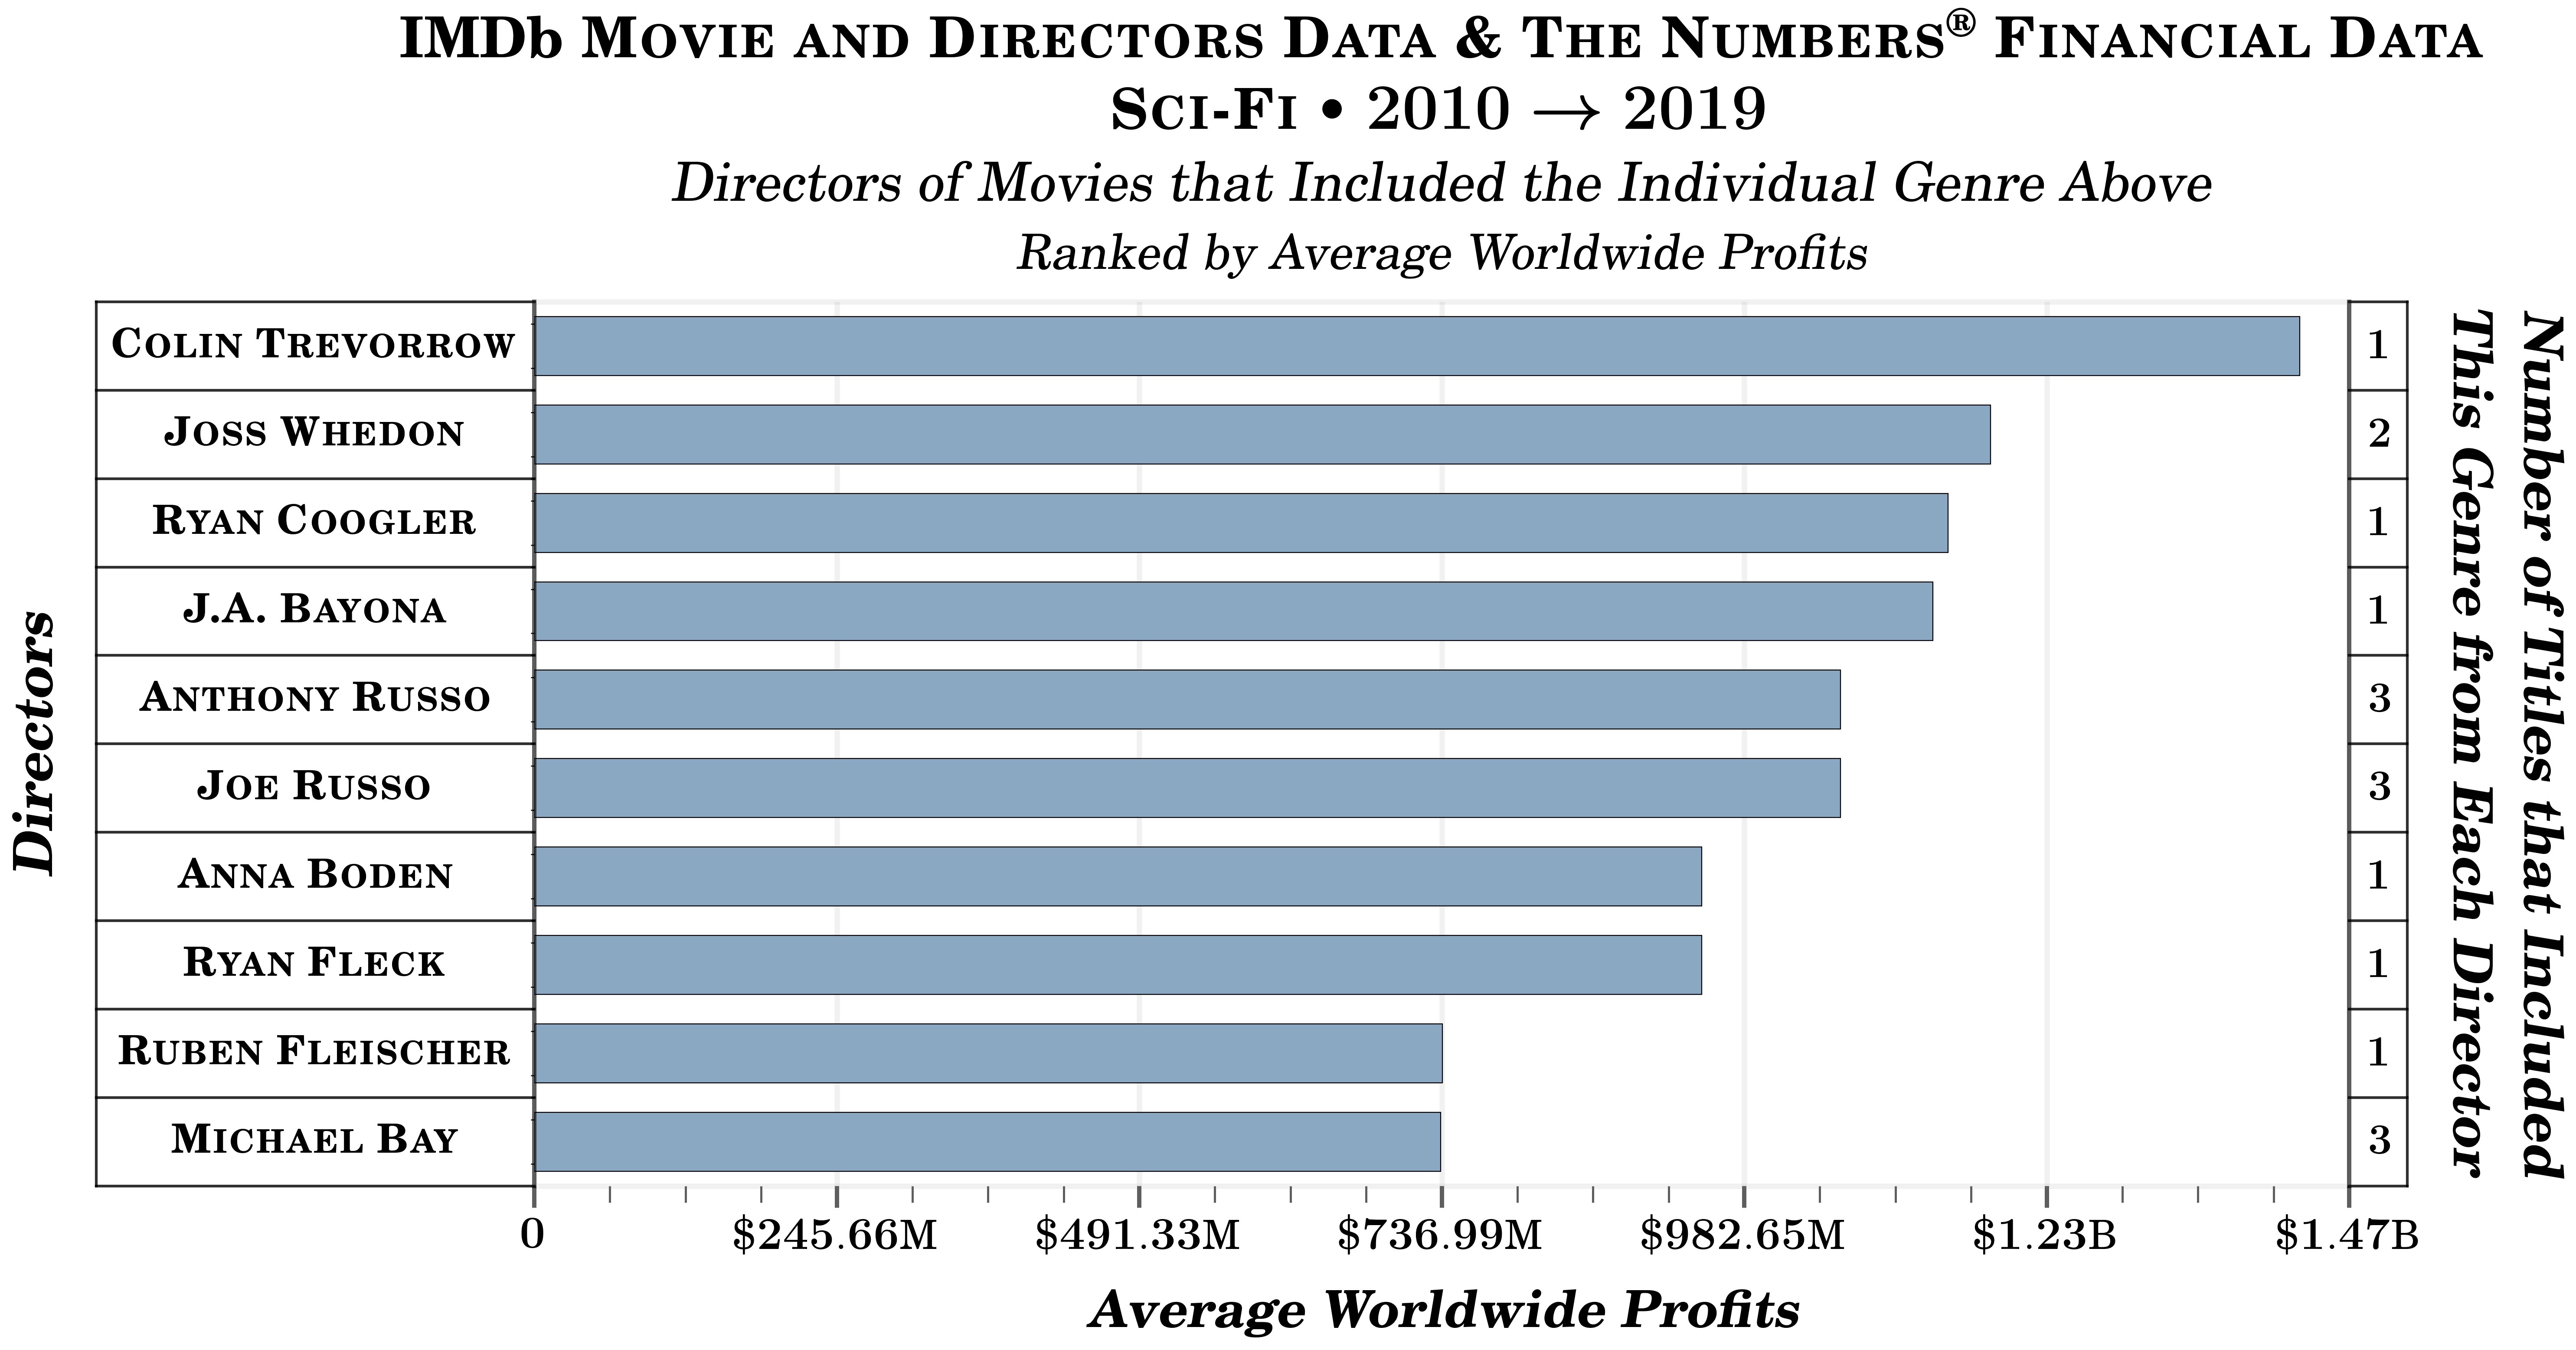 IMDb Movie and Directors Data & The Numbers® Financial Data
Sci-Fi • 2010 → 2019
Directors of Movies that Included the Individual Genre Above
Ranked by Average Worldwide Profits
Directors
Colin Trevorrow 1
Joss Whedon 2
Ryan Coogler 1
J.A. Bayona 1
Anthony Russo 3
Joe Russo 3
Anna Boden 1
Ryan Fleck 1
Ruben Fleischer 1
Michael Bay 3
0 $245.66M $491.33M $736.99M $982.65M $1.23B $1.47B
Average Worldwide Profits
Number of Titles that Included
This Genre from Each Director